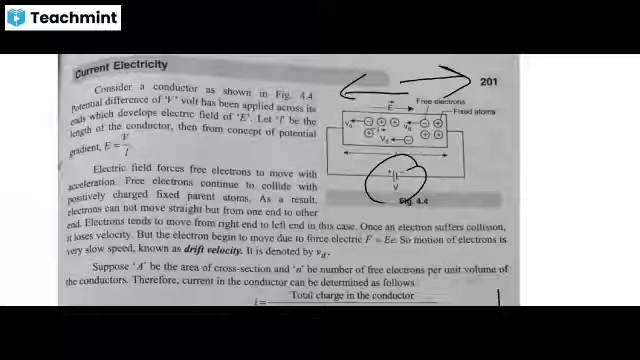 Teachmint
Current Electricity
201
Consider a conductor as shown in Fig. 4.4.
Potential difference of 'V' volt has been applied across its
ends which develops electric field of 'E'. Let 'l' be the
length of the conductor, then from concept of potential
gradient, E = V/l
Electric field forces free electrons to move with
acceleration. Free electrons continue to collide with
positively charged fixed parent atoms. As a result,
electrons can not move straight but from one end to other
end. Electrons tends to move from right end to left end in this case. Once an electron suffers collision,
it loses velocity. But the electron begin to move due to force electric F = Ee. So motion of electrons is
very slow speed, known as drift velocity. It is denoted by vd.
Suppose 'A' be the area of cross-section and 'n' be number of free electrons per unit volume of
the conductors. Therefore, current in the conductor can be determined as follows
i = Total charge in the conductor
Free electrons
Fixed atoms
E
vd
vd
vd
+ −
V
Fig. 4.4